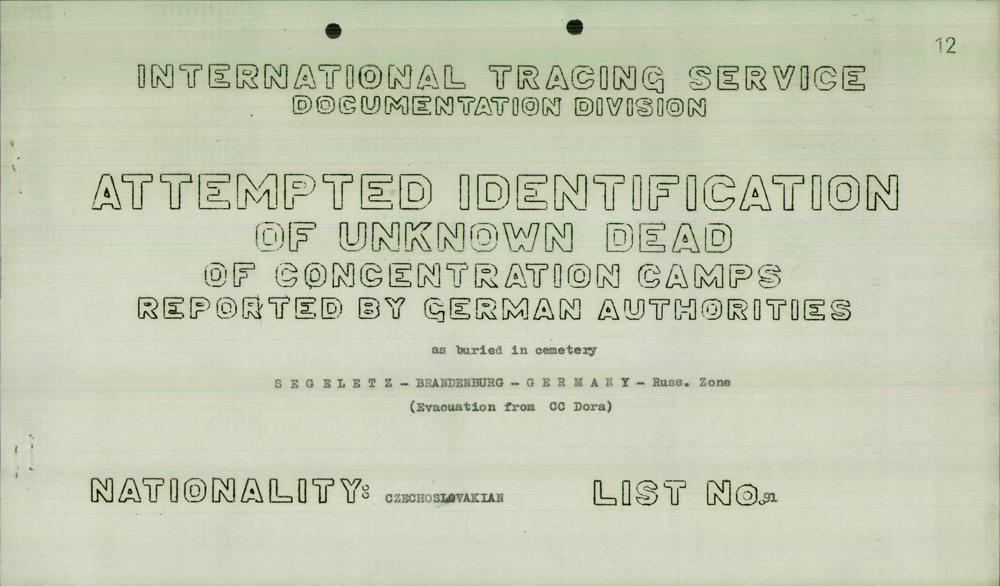 12
INTERNATIONAL TRACING SERVICE
DOCUMENTATION DIVISION
ATTEMPTED IDENTIFICATION
OF UNKNOWN DEAD
OF CONCENTRATION CAMPS
REPORTED BY GERMAN AUTHORITIES
as buried in cemetery
S E G E L E T Z - BRANDENBURG - G E R M A N Y - Russ. Zone
(Evacuation from CC Dora)
NATIONALITY: CZECHOSLOVAKIAN LIST No. 91